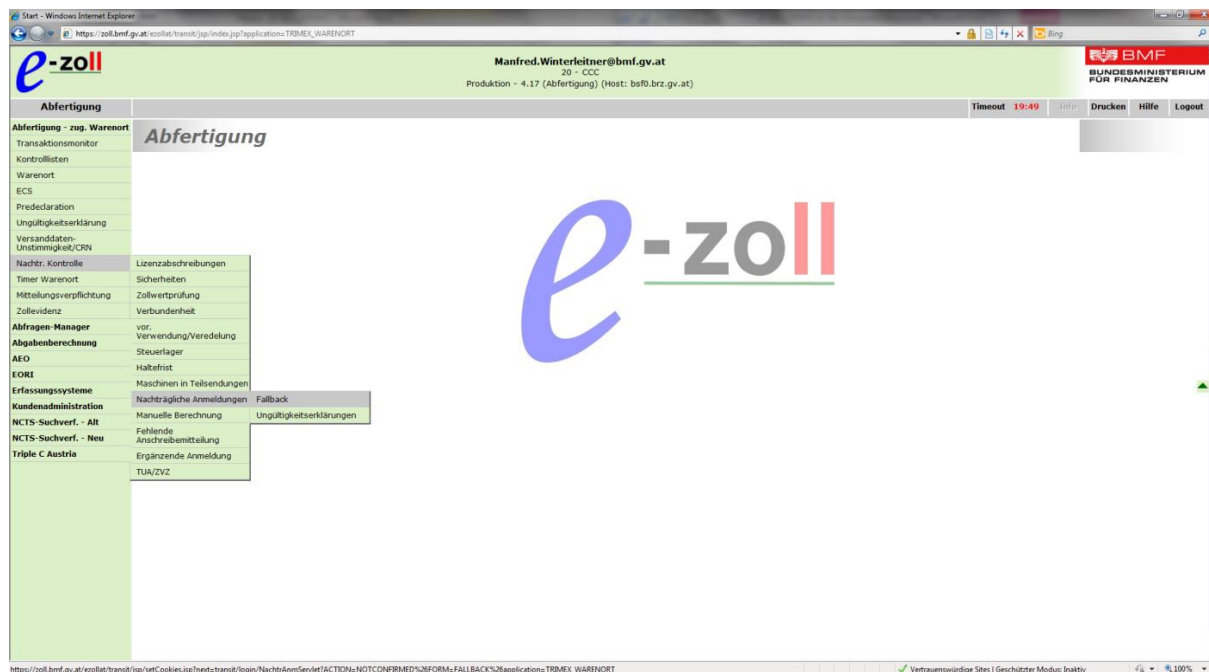 Start - Windows Internet Explorer
https://zoll.bmf.gv.at/ezollat/transit/jsp/index.jsp?application=TRIMEX_WARENORT
Bing
e-zoll
Manfred.Winterleitner@bmf.gv.at
20 - CCC
Produktion - 4.17 (Abfertigung) (Host: bsf0.brz.gv.at)
BMF
BUNDESMINISTERIUM
FÜR FINANZEN
Abfertigung
Timeout 19:49 Info Drucken Hilfe Logout
Abfertigung - zug. Warenort
Abfertigung
Transaktionsmonitor
Kontrolllisten
Warenort
ECS
Predeclaration
Ungültigkeitserklärung
Versanddaten-
Unstimmigkeit/CRN
Nachtr. Kontrolle
Timer Warenort
Mitteilungsverpflichtung
Zollevidenz
Abfragen-Manager
Abgabenberechnung
AEO
EORI
Erfassungssysteme
Kundenadministration
NCTS-Suchverf. - Alt
NCTS-Suchverf. - Neu
Triple C Austria
Lizenzabschreibungen
Sicherheiten
Zollwertprüfung
Verbundenheit
vor.
Verwendung/Veredelung
Steuerlager
Haltefrist
Maschinen in Teilsendungen
Nachträgliche Anmeldungen
Manuelle Berechnung
Fehlende
Anschreibemitteilung
Ergänzende Anmeldung
TUA/ZVZ
Fallback
Ungültigkeitserklärungen
e-zoll
https://zoll.bmf.gv.at/ezollat/transit/jsp/setCookies.jsp?next=transit/login/NachtrAnmServlet?ACTION=NOTCONFIRMED%26FORM=FALLBACK%26application=TRIMEX_WARENORT
Vertrauenswürdige Sites | Geschützter Modus: Inaktiv
100%